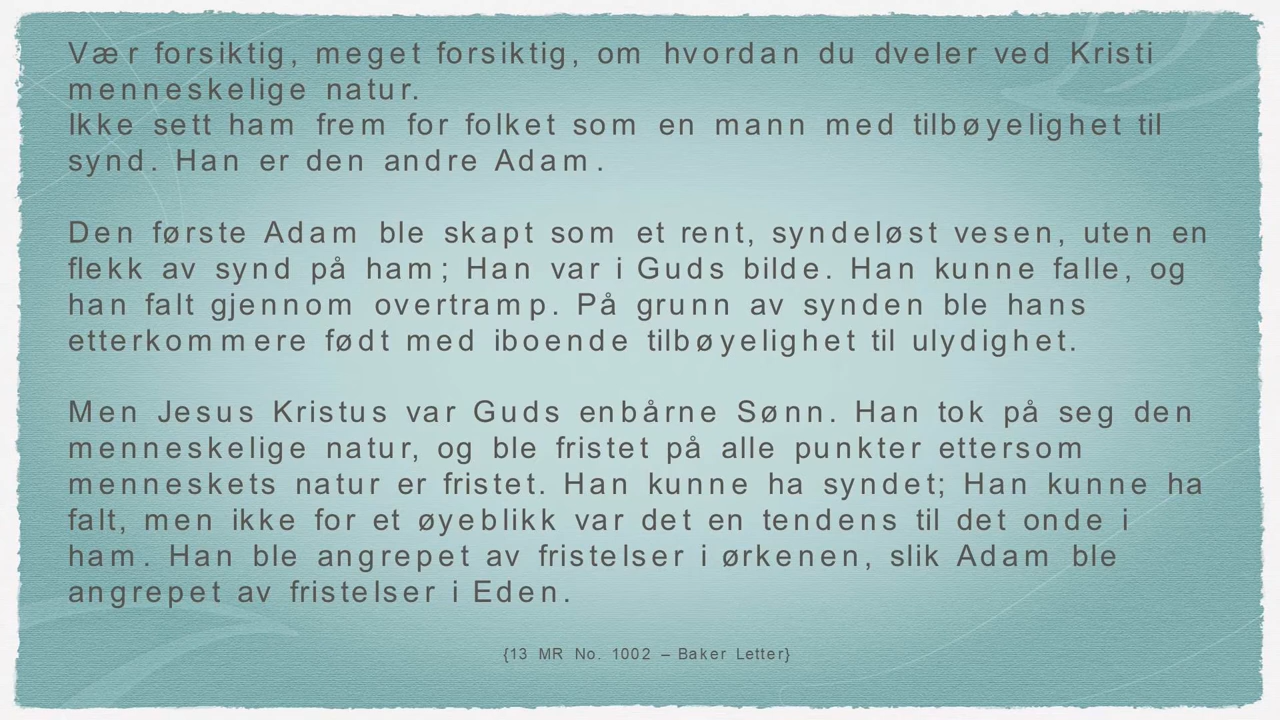 Vær forsiktig, meget forsiktig, om hvordan du dveler ved Kristi
menneskelige natur.
Ikke sett ham frem for folket som en mann med tilbøyelighet til
synd. Han er den andre Adam.
Den første Adam ble skapt som et rent, syndeløst vesen, uten en
flekk av synd på ham; Han var i Guds bilde. Han kunne falle, og
han falt gjennom overtramp. På grunn av synden ble hans
etterkommere født med iboende tilbøyelighet til ulydighet.
Men Jesus Kristus var Guds enbårne Sønn. Han tok på seg den
menneskelige natur, og ble fristet på alle punkter ettersom
menneskets natur er fristet. Han kunne ha syndet; Han kunne ha
falt, men ikke for et øyeblikk var det en tendens til det onde i
ham. Han ble angrepet av fristelser i ørkenen, slik Adam ble
angrepet av fristelser i Eden.
{13 MR No. 1002 – Baker Letter}